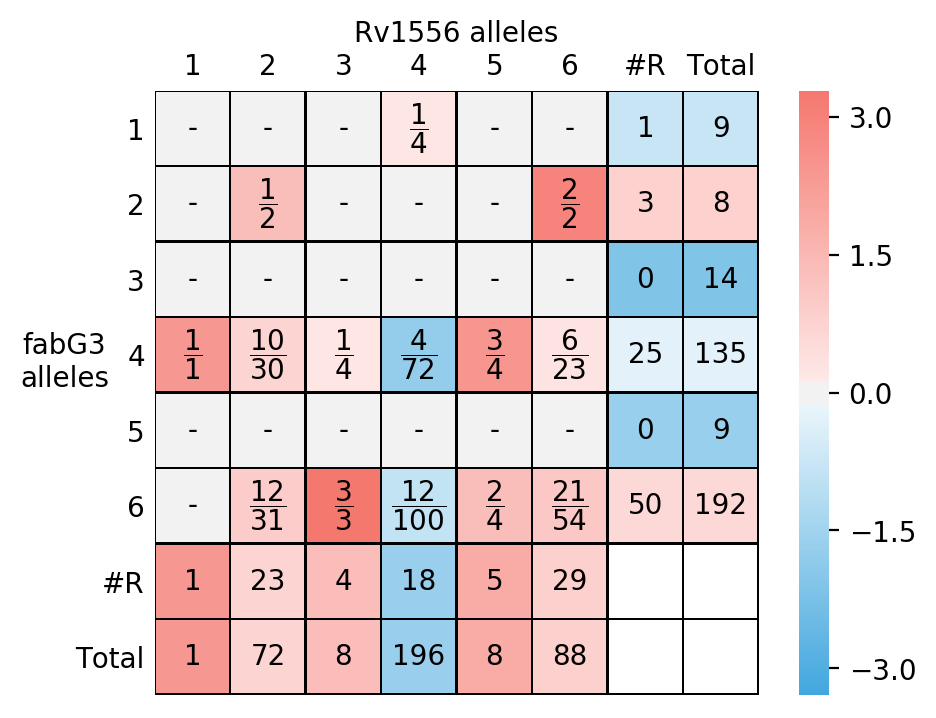 Rv1556 alleles
1 2 3 4 5 6 #R Total
1 - - - 1/4 - - 1 9
2 - 1/2 - - - 2/2 3 8
3 - - - - - - 0 14
fabG3 alleles
4 1/1 10/30 1/4 4/72 3/4 6/23 25 135
5 - - - - - - 0 9
6 - 12/31 3/3 12/100 2/4 21/54 50 192
#R 1 23 4 18 5 29
Total 1 72 8 196 8 88
3.0
1.5
0.0
−1.5
−3.0